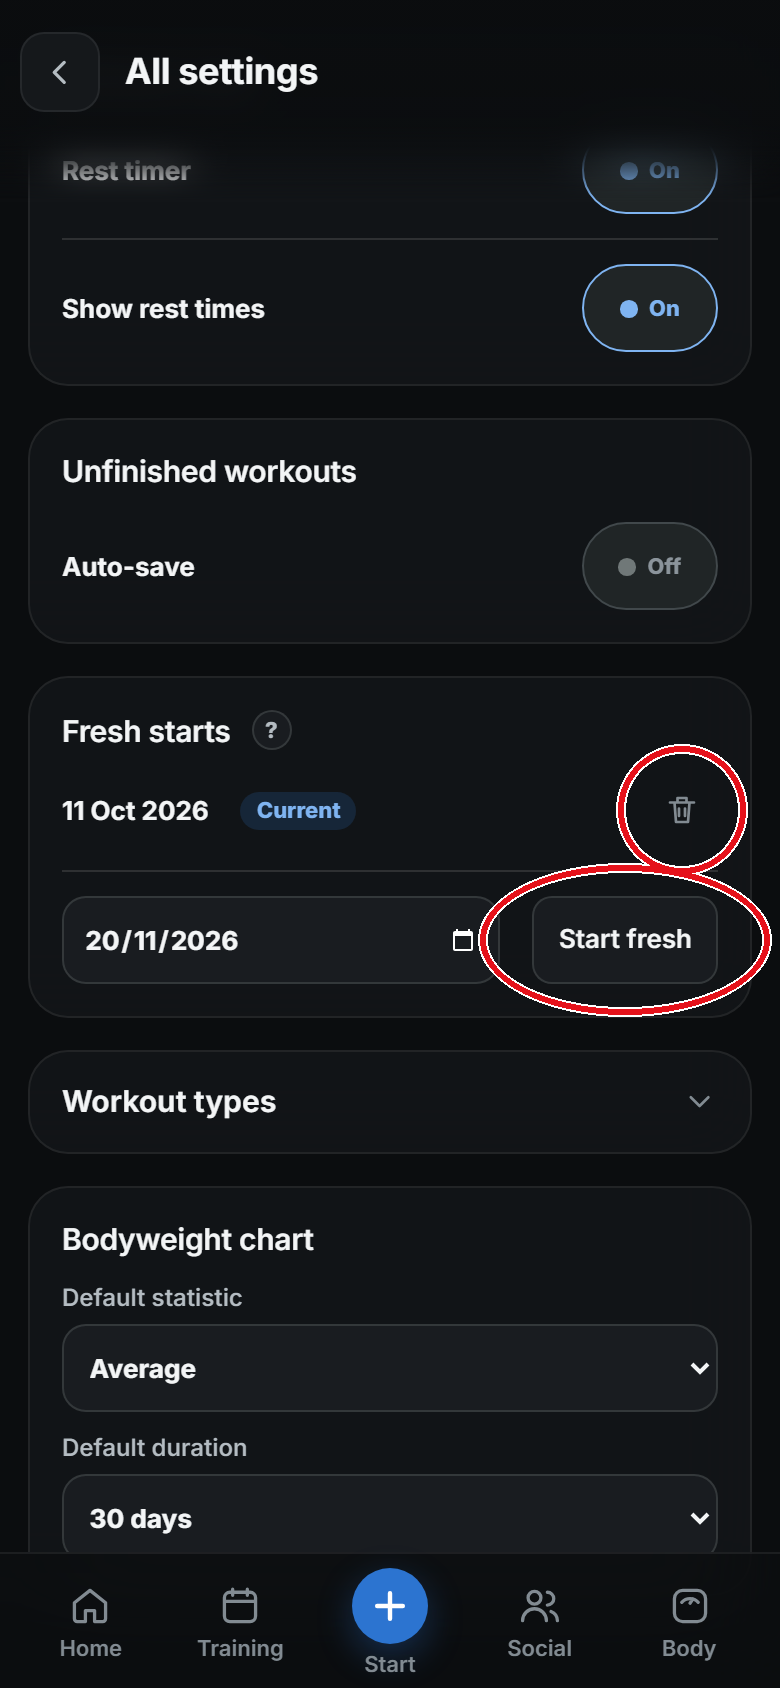 All settings
Rest timer
On
Show rest times
On
Unfinished workouts
Auto-save
Off
Fresh starts ?
11 Oct 2026 Current
20/11/2026
Start fresh
Workout types
Bodyweight chart
Default statistic
Average
Default duration
30 days
Home
Training
Start
Social
Body